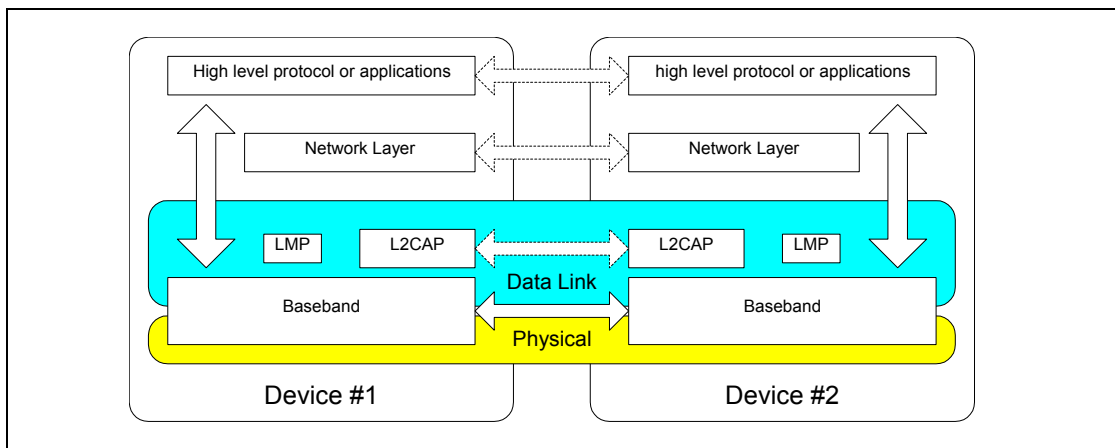 High level protocol or applications
high level protocol or applications
Network Layer
Network Layer
LMP
L2CAP
L2CAP
LMP
Data Link
Baseband
Baseband
Physical
Device #1
Device #2